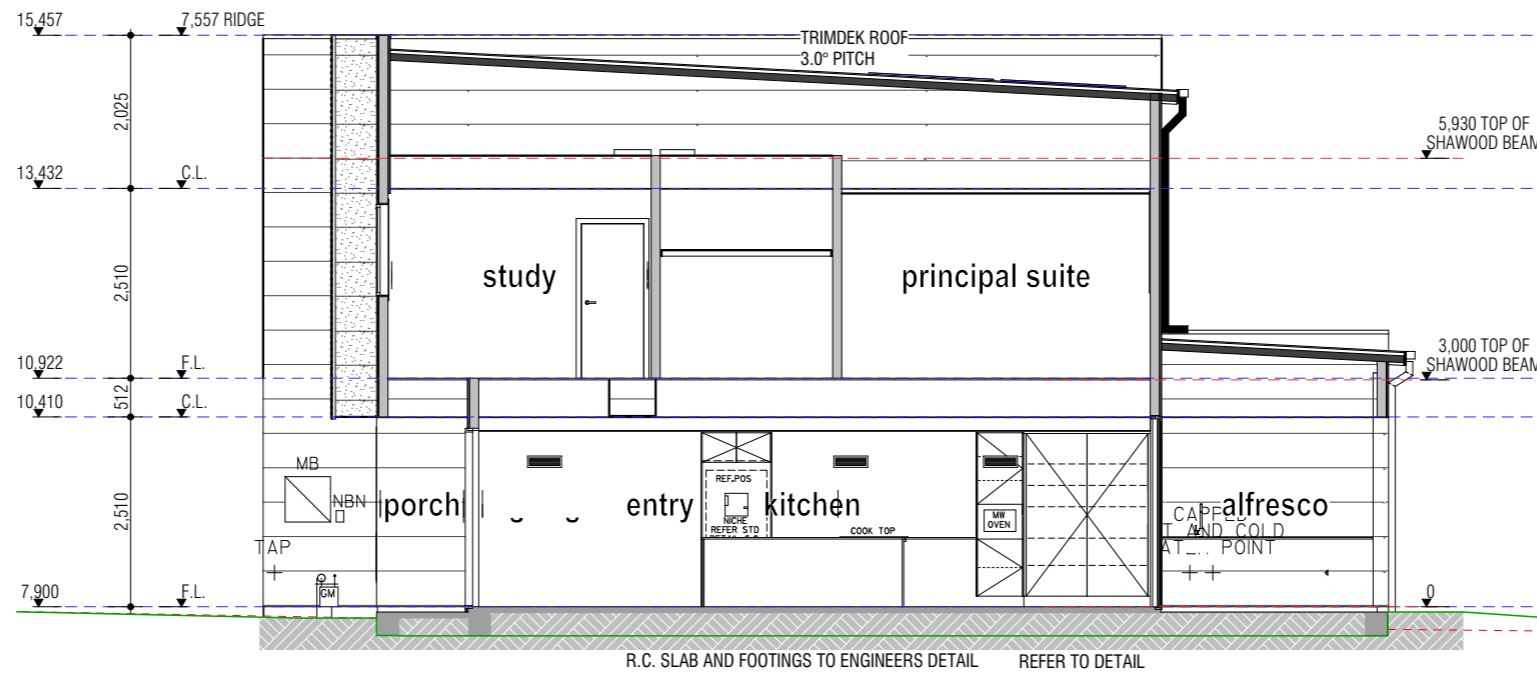 15,457
7,557 RIDGE
TRIMDEK ROOF
3.0° PITCH
2,025
5,930 TOP OF
SHAWOOD BEAM
13,432
C.L.
study
principal suite
2,510
3,000 TOP OF
SHAWOOD BEAM
10,922
F.L.
512
10,410
C.L.
MB
NBN
REF.POS
NICHE
REFER STD
porch
entry
kitchen
COOK TOP
MW
OVEN
alfresco
AND COLD
POINT
2,510
TAP
GM
7,900
F.L.
0
R.C. SLAB AND FOOTINGS TO ENGINEERS DETAIL
REFER TO DETAIL